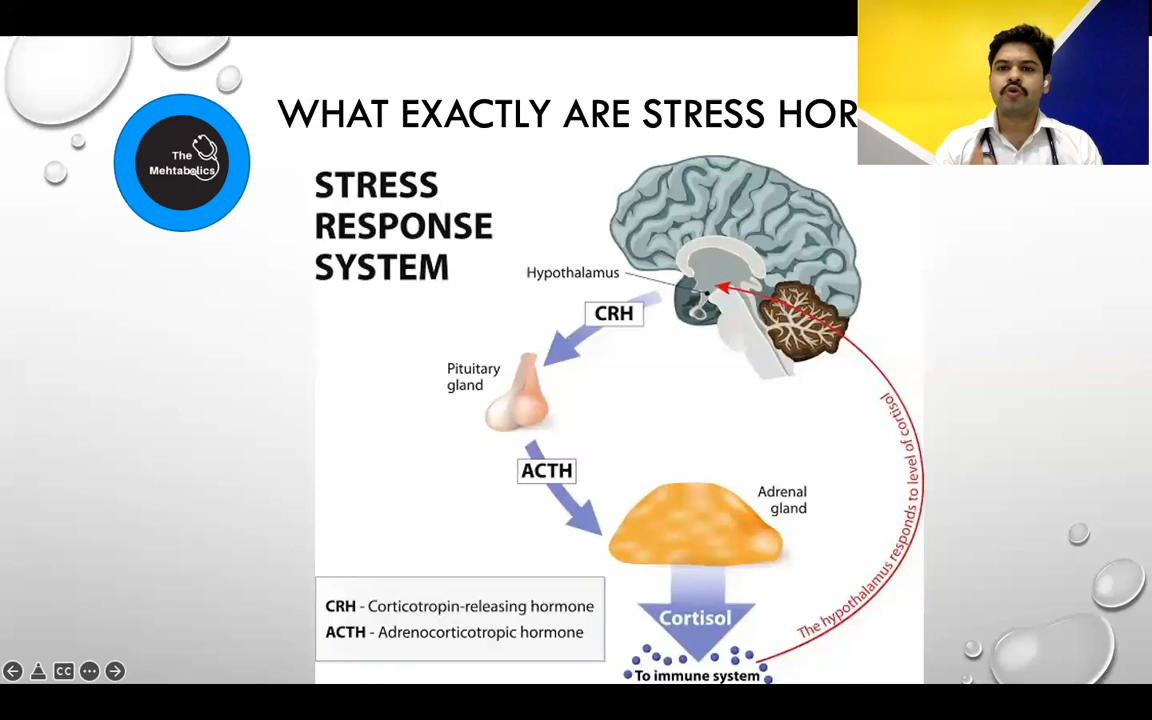 WHAT EXACTLY ARE STRESS HOR
The
Mehtabolics
STRESS
RESPONSE
SYSTEM
Hypothalamus
CRH
Pituitary
gland
ACTH
Adrenal
gland
The hypothalamus responds to level of cortisol
CRH - Corticotropin-releasing hormone
ACTH - Adrenocorticotropic hormone
Cortisol
To immune system
CC